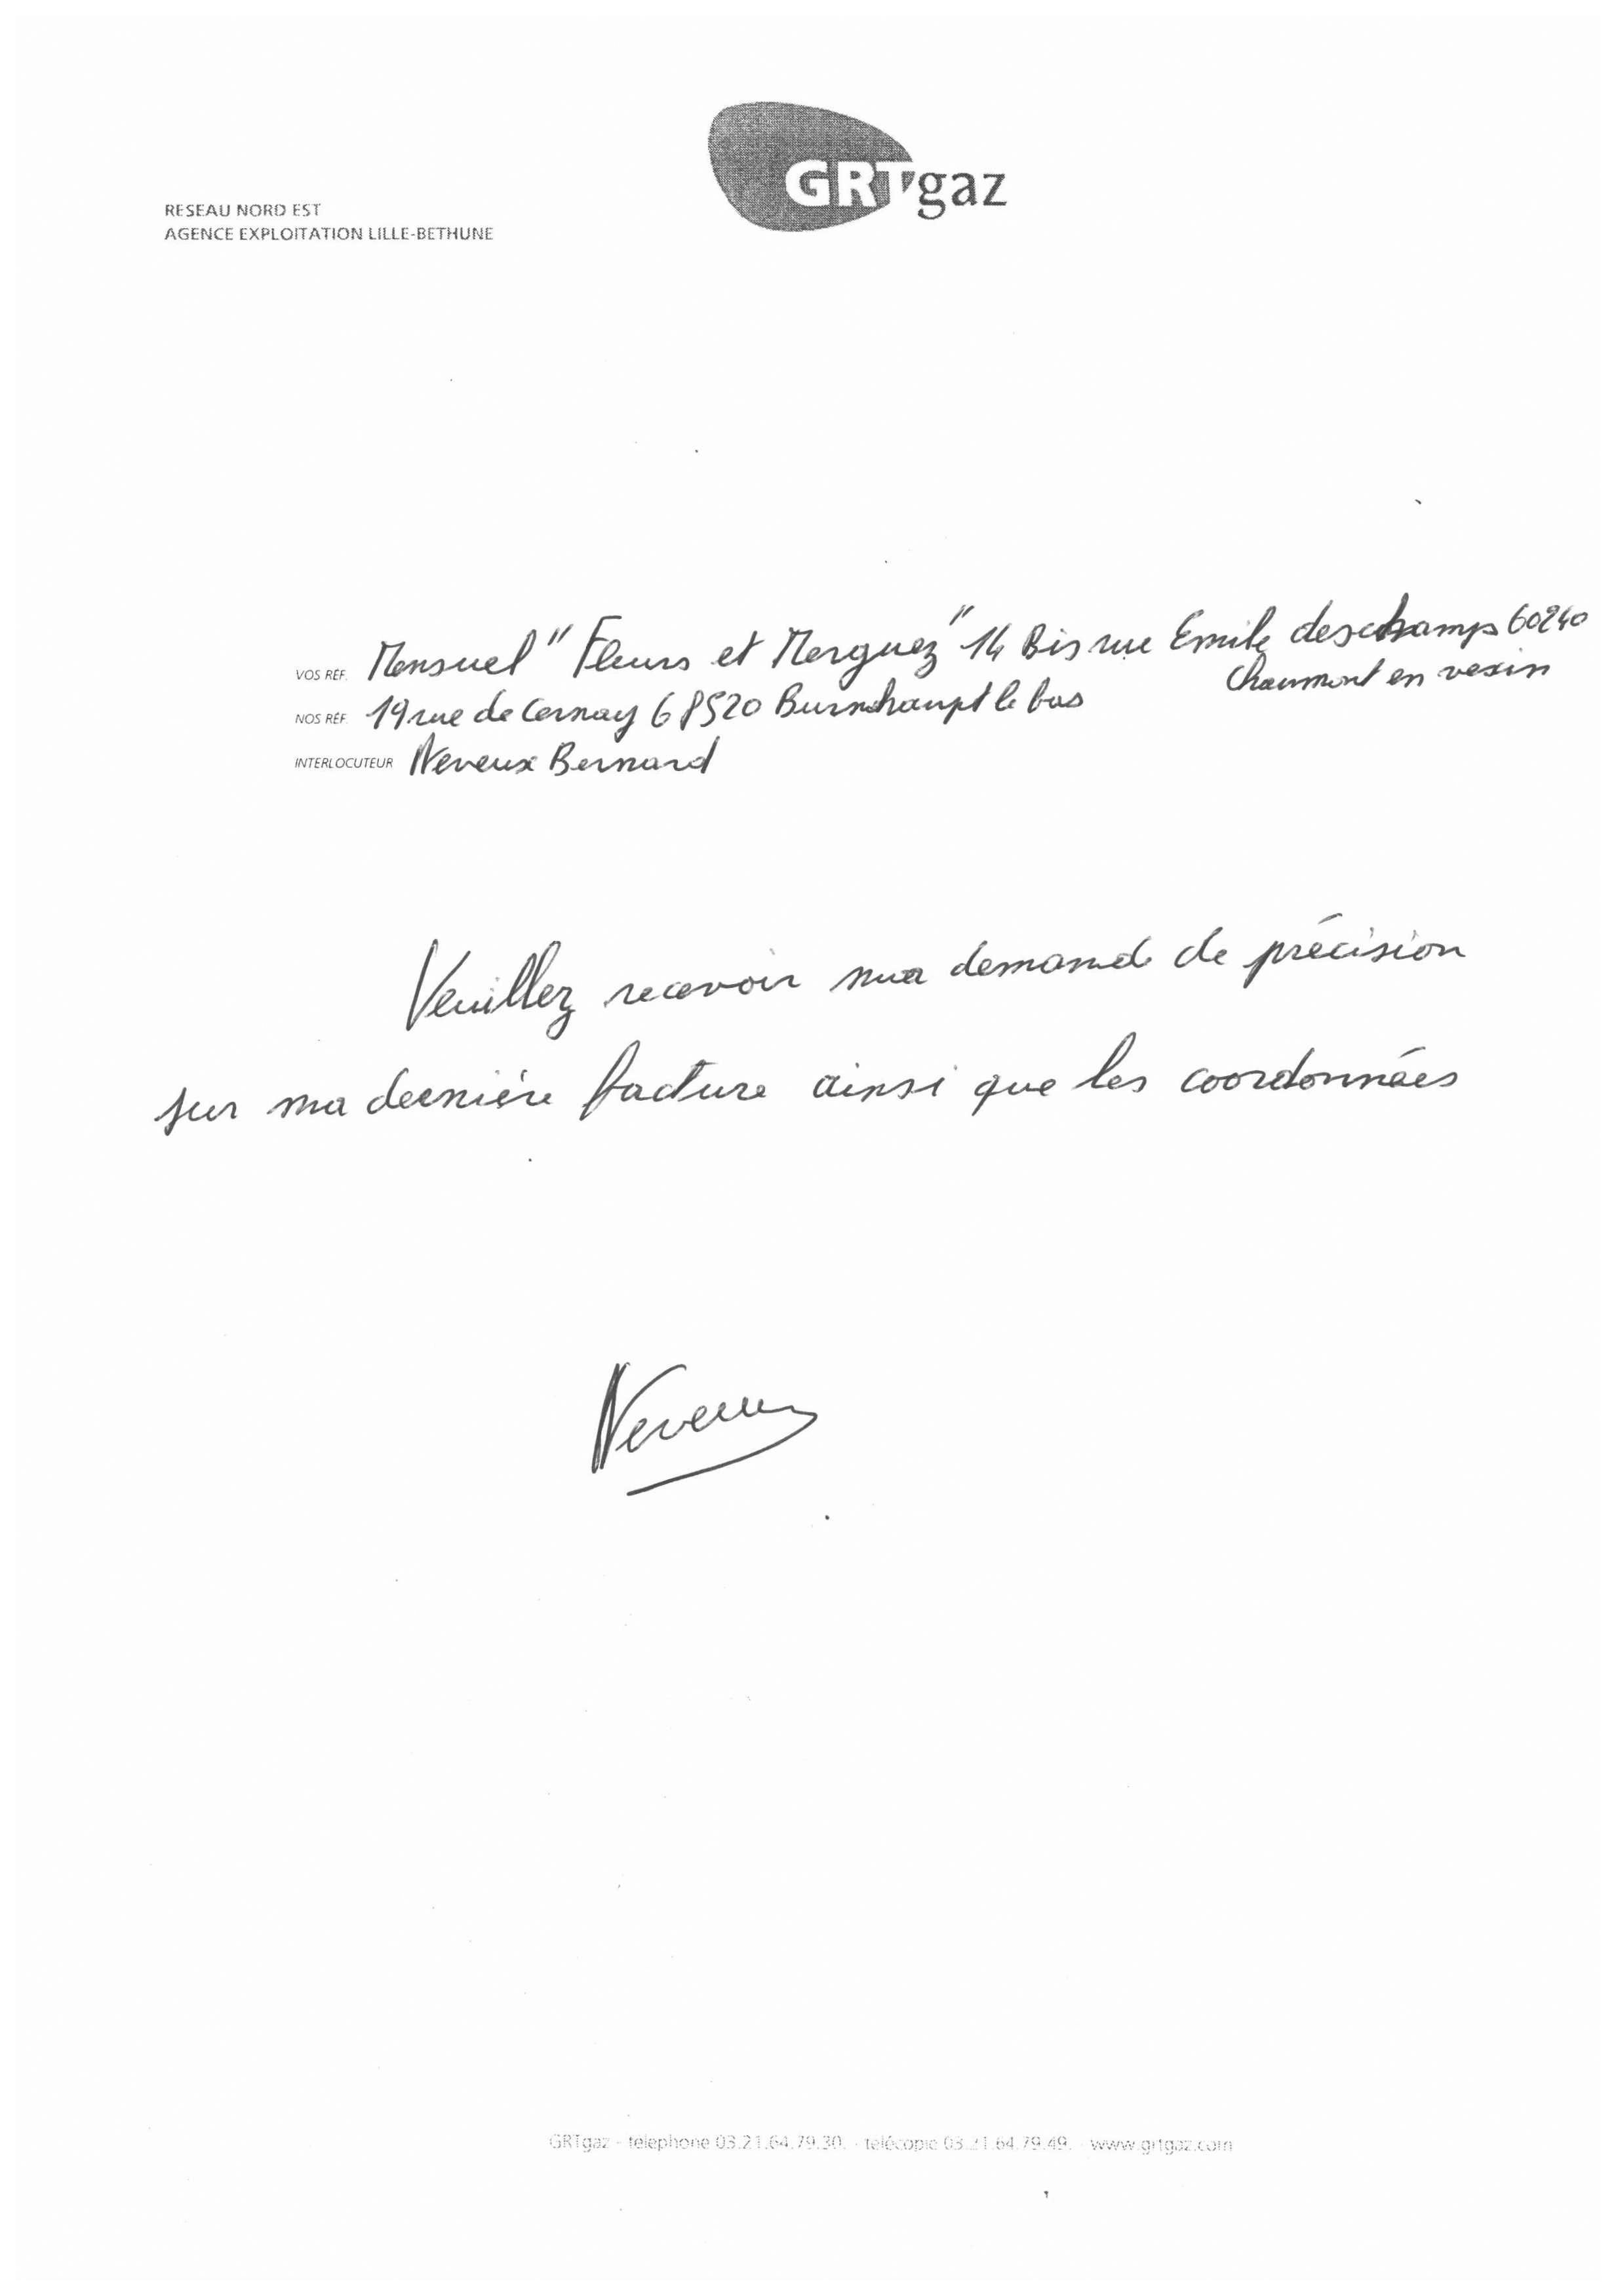 GRTgaz
RESEAU NORD EST
AGENCE EXPLOITATION LILLE-BETHUNE
VOS RÉF. Mensuel "Fleurs et Merguez" 14 Bis rue Emile deschamps 60240
Chaumont en vexin
NOS RÉF. 19 rue de Cernay 68520 Burnhaupt le bas
INTERLOCUTEUR Neveux Bernard
Veuillez recevoir ma demande de précision
sur ma dernière facture ainsi que les coordonnées
Neveux
GRTgaz - téléphone 03.21.64.79.30. - télécopie 03.21.64.79.49. - www.grtgaz.com